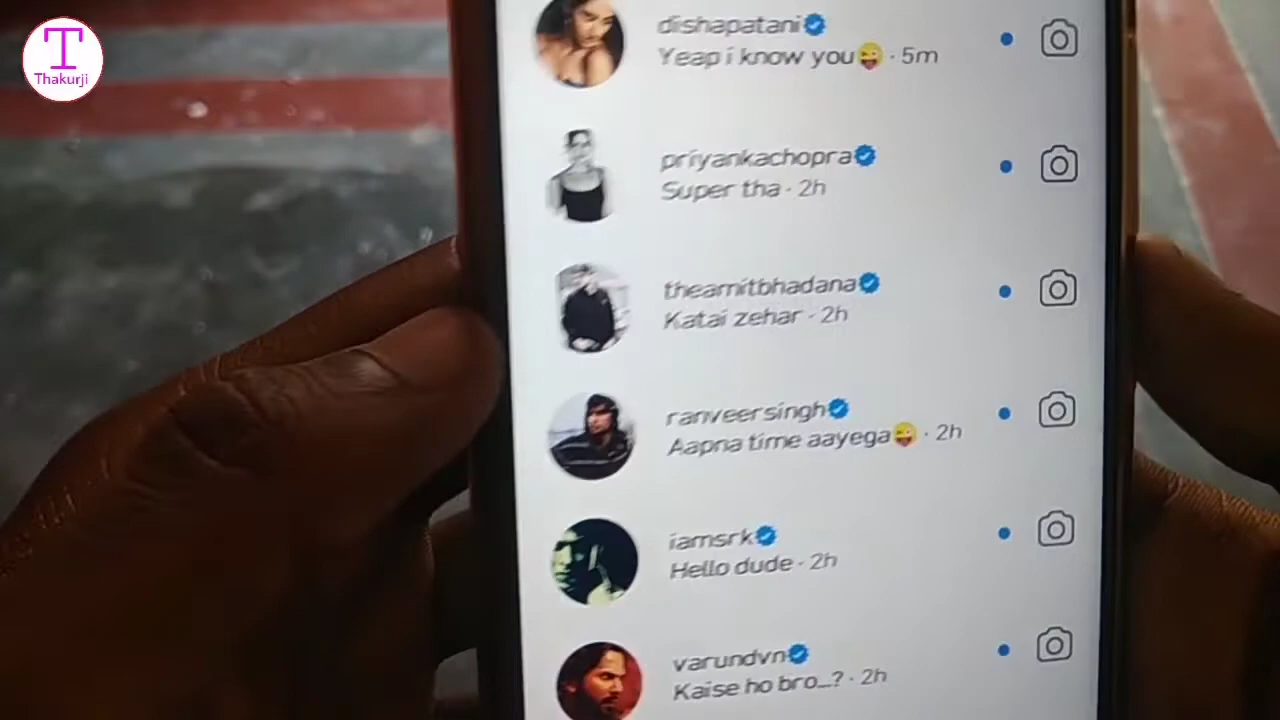 T
Thakurji
dishapatani
Yeap i know you😜 · 5m
priyankachopra
Super tha · 2h
theamitbhadana
Katai zehar · 2h
ranveersingh
Aapna time aayega😜 · 2h
iamsrk
Hello dude · 2h
varundvn
Kaise ho bro...? · 2h